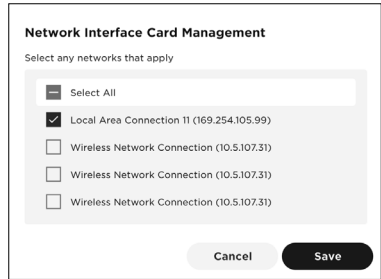 Network Interface Card Management
Select any networks that apply
Select All
Local Area Connection 11 (169.254.105.99)
Wireless Network Connection (10.5.107.31)
Wireless Network Connection (10.5.107.31)
Wireless Network Connection (10.5.107.31)
Cancel Save